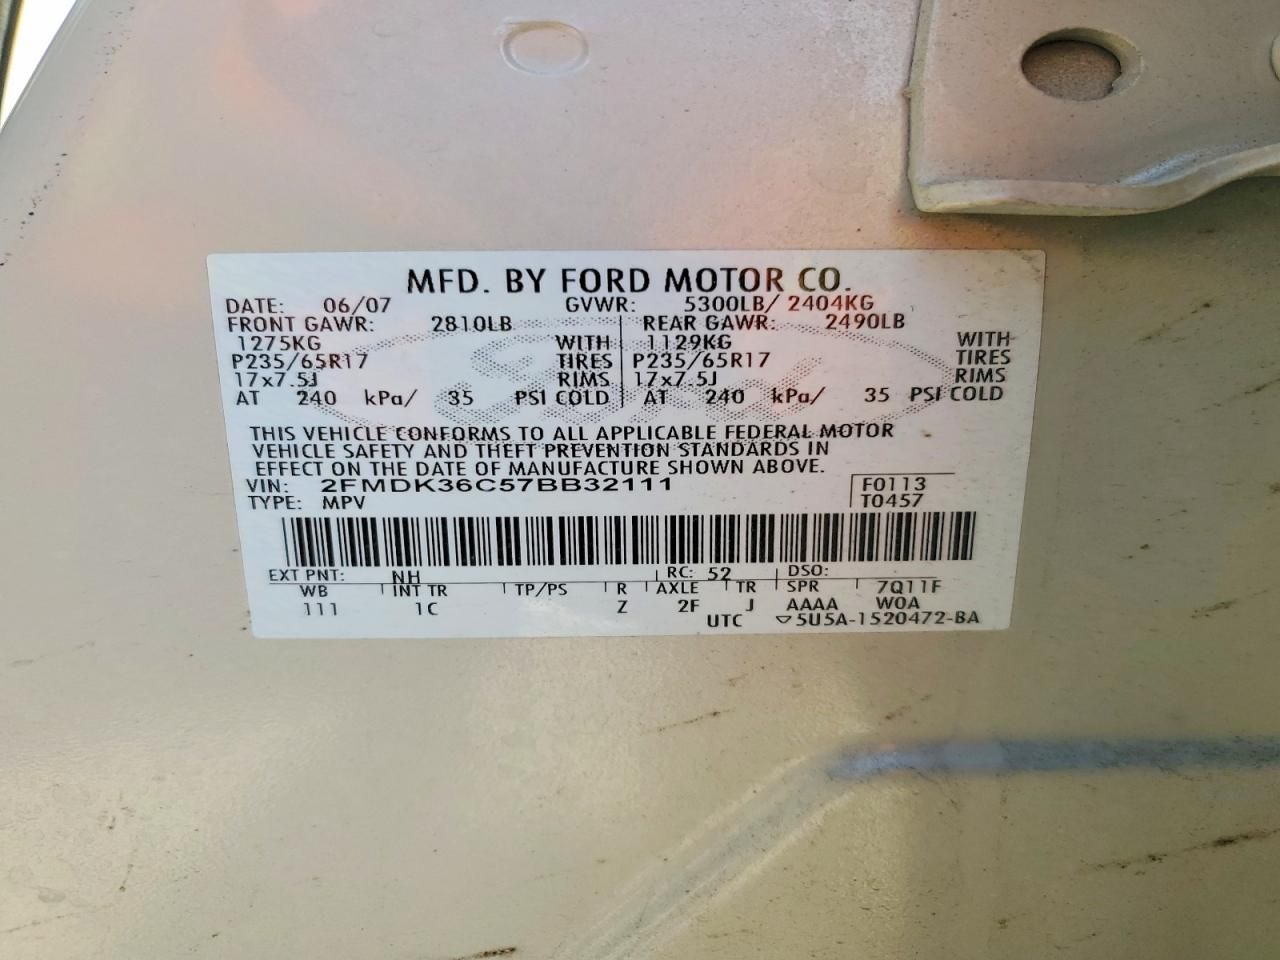 MFD. BY FORD MOTOR CO.
DATE: 06/07 GVWR: 5300LB/ 2404KG
FRONT GAWR: 2810LB REAR GAWR: 2490LB
1275KG WITH 1129KG WITH
P235/65R17 TIRES P235/65R17 TIRES
17x7.5J RIMS 17x7.5J RIMS
AT 240 kPa/ 35 PSI COLD AT 240 kPa/ 35 PSI COLD
THIS VEHICLE CONFORMS TO ALL APPLICABLE FEDERAL MOTOR
VEHICLE SAFETY AND THEFT PREVENTION STANDARDS IN
EFFECT ON THE DATE OF MANUFACTURE SHOWN ABOVE.
VIN: 2FMDK36C57BB32111 F0113
TYPE: MPV T0457
EXT PNT: NH RC: 52 DSO:
WB INT TR TP/PS R AXLE TR SPR 7Q11F
111 1C Z 2F J AAAA W0A
UTC ▽5U5A-1520472-BA